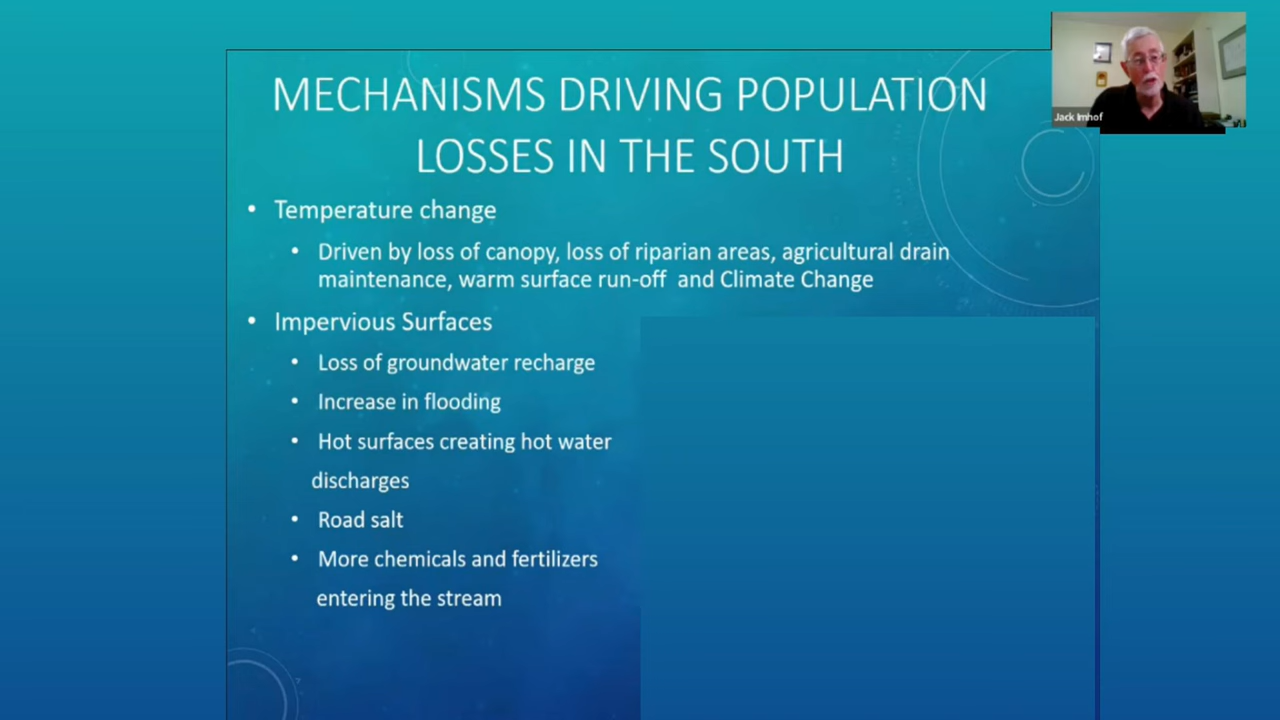 MECHANISMS DRIVING POPULATION
LOSSES IN THE SOUTH
Jack Imhof
• Temperature change
• Driven by loss of canopy, loss of riparian areas, agricultural drain
maintenance, warm surface run-off and Climate Change
• Impervious Surfaces
• Loss of groundwater recharge
• Increase in flooding
• Hot surfaces creating hot water
discharges
• Road salt
• More chemicals and fertilizers
entering the stream